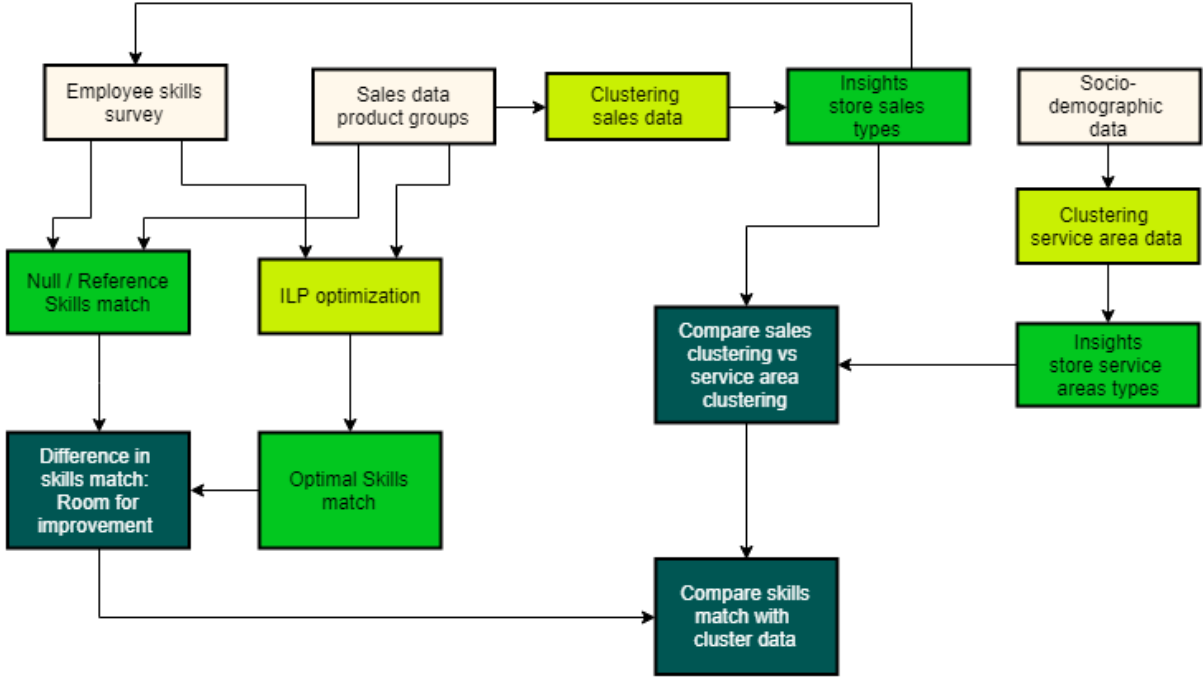 Employee skills
survey
Sales data
product groups
Clustering
sales data
Insights
store sales
types
Socio-
demographic
data
Clustering
service area data
Null / Reference
Skills match
ILP optimization
Compare sales
clustering vs
service area
clustering
Insights
store service
areas types
Difference in
skills match:
Room for
improvement
Optimal Skills
match
Compare skills
match with
cluster data